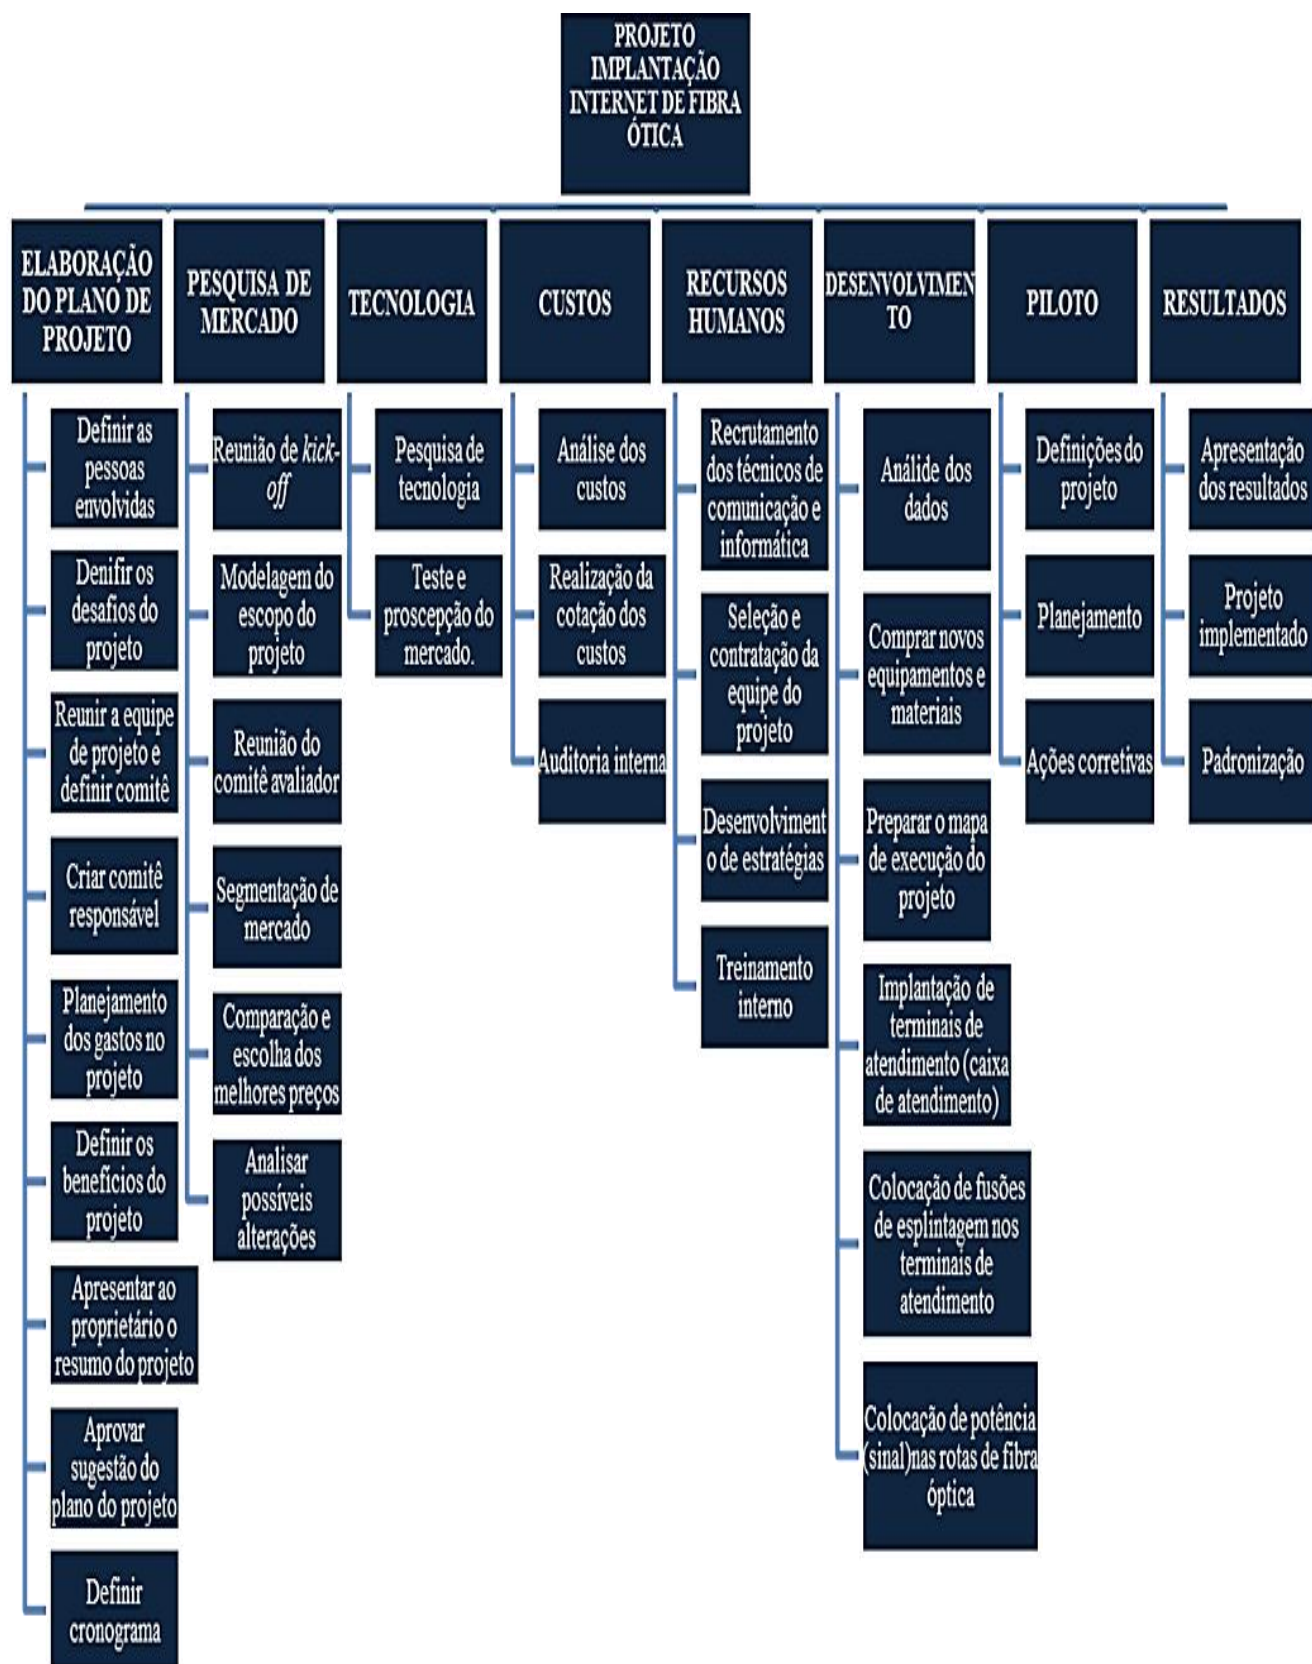 PROJETO
IMPLANTAÇÃO
INTERNET DE FIBRA
ÓTICA
ELABORAÇÃO
DO PLANO DE
PROJETO
Definir as
pessoas
envolvidas
Denifir os
desafios do
projeto
Reunir a equipe
de projeto e
definir comitê
Criar comitê
responsável
Planejamento
dos gastos no
projeto
Definir os
benefícios do
projeto
Apresentar ao
proprietário o
resumo do projeto
Aprovar
sugestão do
plano do projeto
Definir
cronograma
PESQUISA DE
MERCADO
Reunião de kick-
off
Modelagem do
escopo do
projeto
Reunião do
comitê avaliador
Segmentação de
mercado
Comparação e
escolha dos
melhores preços
Analisar
possíveis
alterações
TECNOLOGIA
Pesquisa de
tecnologia
Teste e
proscepção do
mercado.
CUSTOS
Análise dos
custos
Realização da
cotação dos
custos
Auditoria interna
RECURSOS
HUMANOS
Recrutamento
dos técnicos de
comunicação e
informática
Seleção e
contratação da
equipe do
projeto
Desenvolviment
o de estratégias
Treinamento
interno
DESENVOLVIMEN
TO
Análide dos
dados
Comprar novos
equipamentos e
materiais
Preparar o mapa
de execução do
projeto
Implantação de
terminais de
atendimento (caixa
de atendimento)
Colocação de fusões
de esplintagem nos
terminais de
atendimento
Colocação de potência
(sinal)nas rotas de fibra
óptica
PILOTO
Definições do
projeto
Planejamento
Ações corretivas
RESULTADOS
Apresentação
dos resultados
Projeto
implementado
Padronização